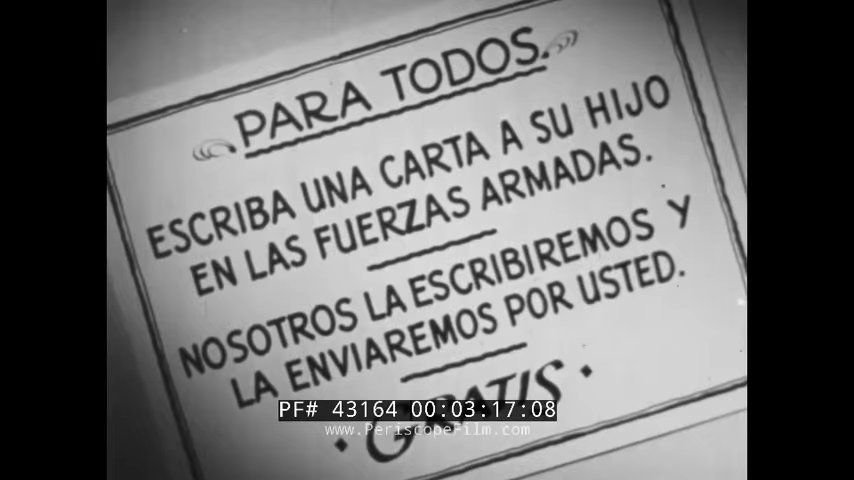 PARA TODOS.
ESCRIBA UNA CARTA A SU HIJO
EN LAS FUERZAS ARMADAS.
NOSOTROS LA ESCRIBIREMOS Y
LA ENVIAREMOS POR USTED.
· GRATIS ·
PF# 43164 00:03:17:08
www.PeriscopeFilm.com